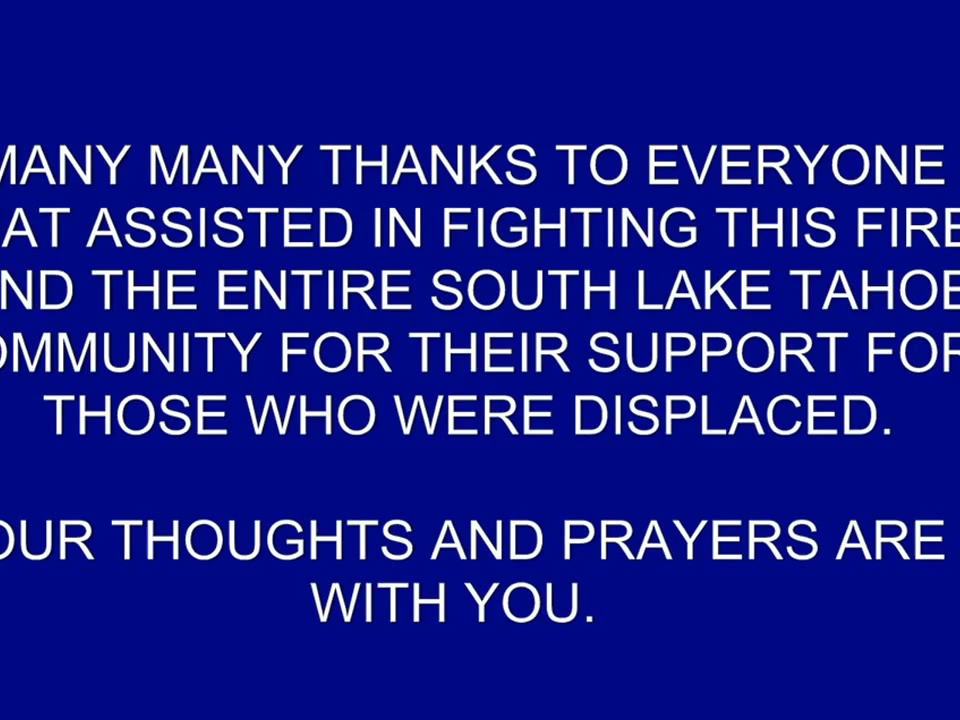 MANY MANY THANKS TO EVERYONE
AT ASSISTED IN FIGHTING THIS FIRE
ND THE ENTIRE SOUTH LAKE TAHOE
OMMUNITY FOR THEIR SUPPORT FOR
THOSE WHO WERE DISPLACED.
OUR THOUGHTS AND PRAYERS ARE
WITH YOU.